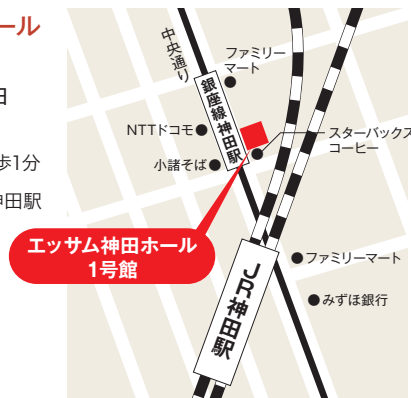 ール
日
歩1分
申田駅
中央通り
ファミリー
マート
銀座線神田駅
NTTドコモ
小諸そば
スターバックス
コーヒー
エッサム神田ホール
1号館
JR神田駅
ファミリーマート
みずほ銀行